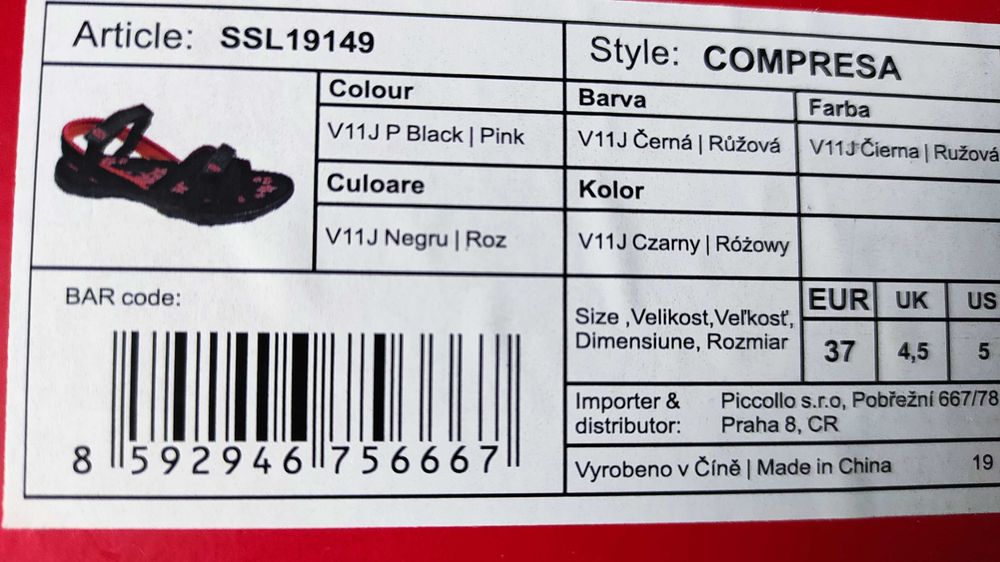 Article: SSL19149
Style: COMPRESA
Colour
V11J P Black | Pink
Barva
V11J Černá | Růžová
Farba
V11J Čierna | Ružová
Culoare
V11J Negru | Roz
Kolor
V11J Czarny | Różowy
BAR code:
8 592946 756667
Size ,Velikost,Veľkosť,
Dimensiune, Rozmiar
EUR UK US
37 4,5 5
Importer & Piccollo s.r.o, Pobřežní 667/78
distributor: Praha 8, CR
Vyrobeno v Číně | Made in China 19